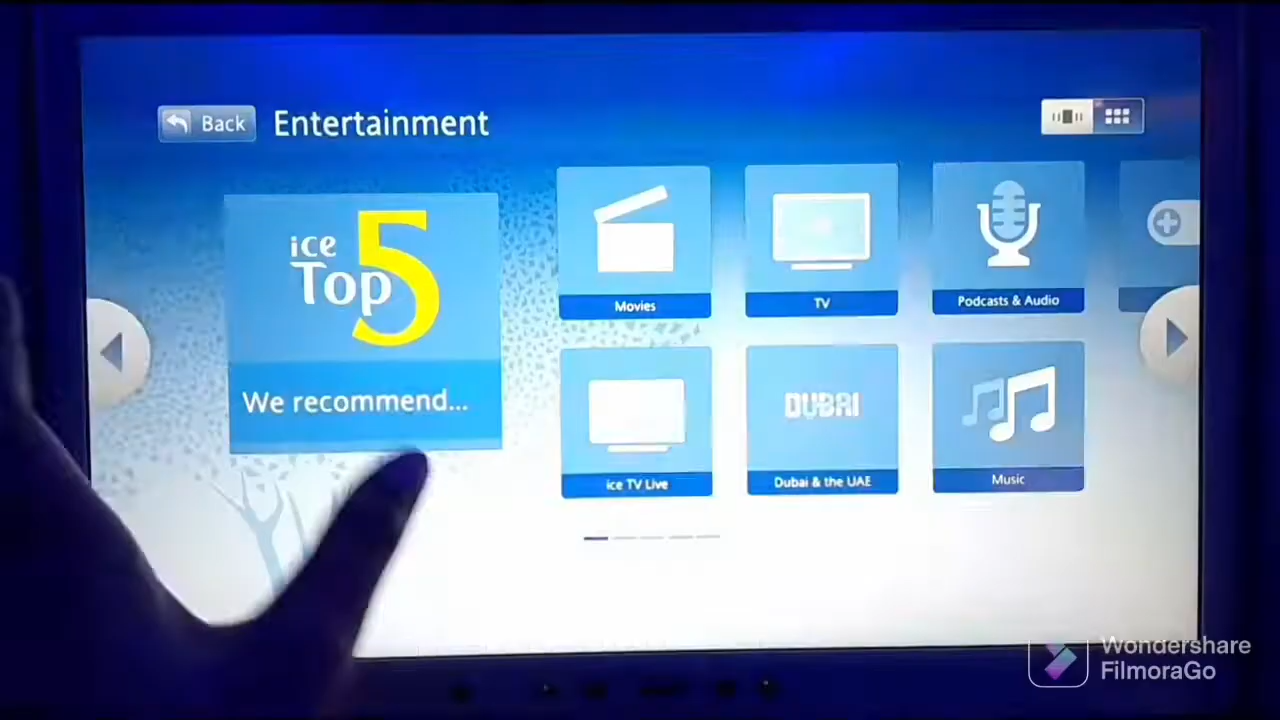 Back
Entertainment
ice
Top 5
We recommend...
Movies
TV
Podcasts & Audio
ice TV Live
DUBAI
Dubai & the UAE
Music
Wondershare
FilmoraGo